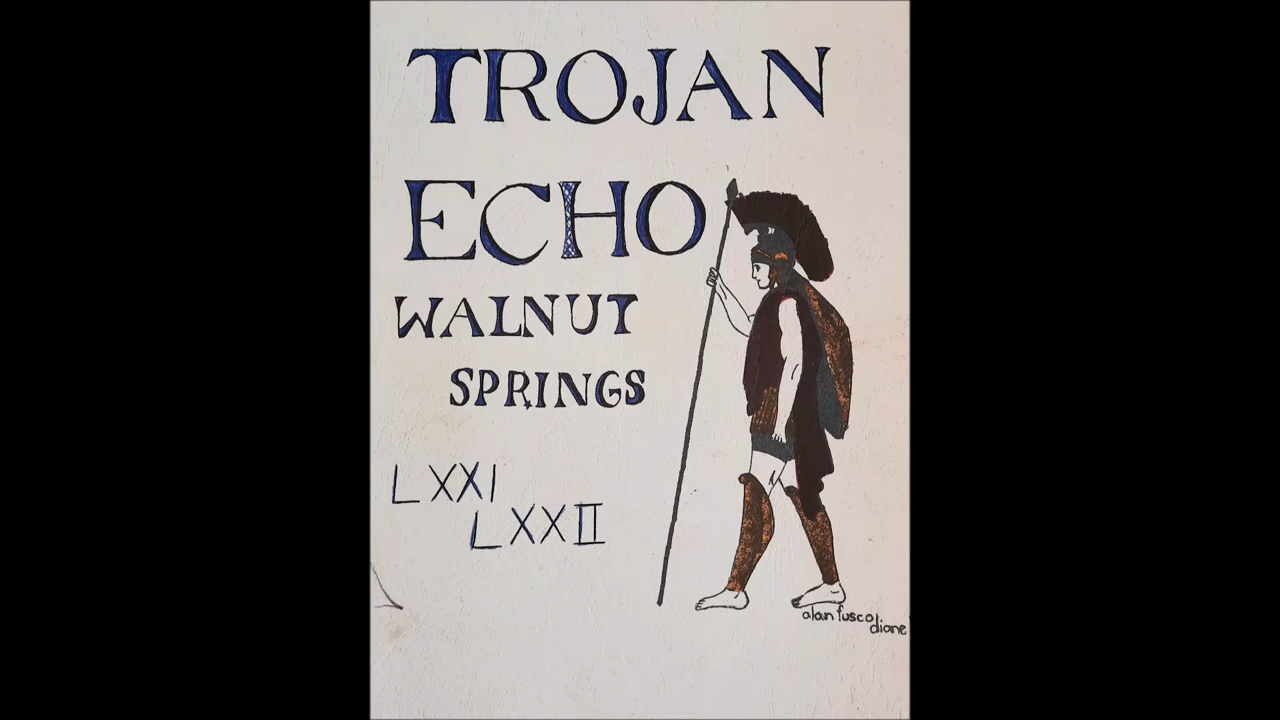 TROJAN
ECHO
WALNUT
SPRINGS
LXXI
LXXII
alan fusco
diane